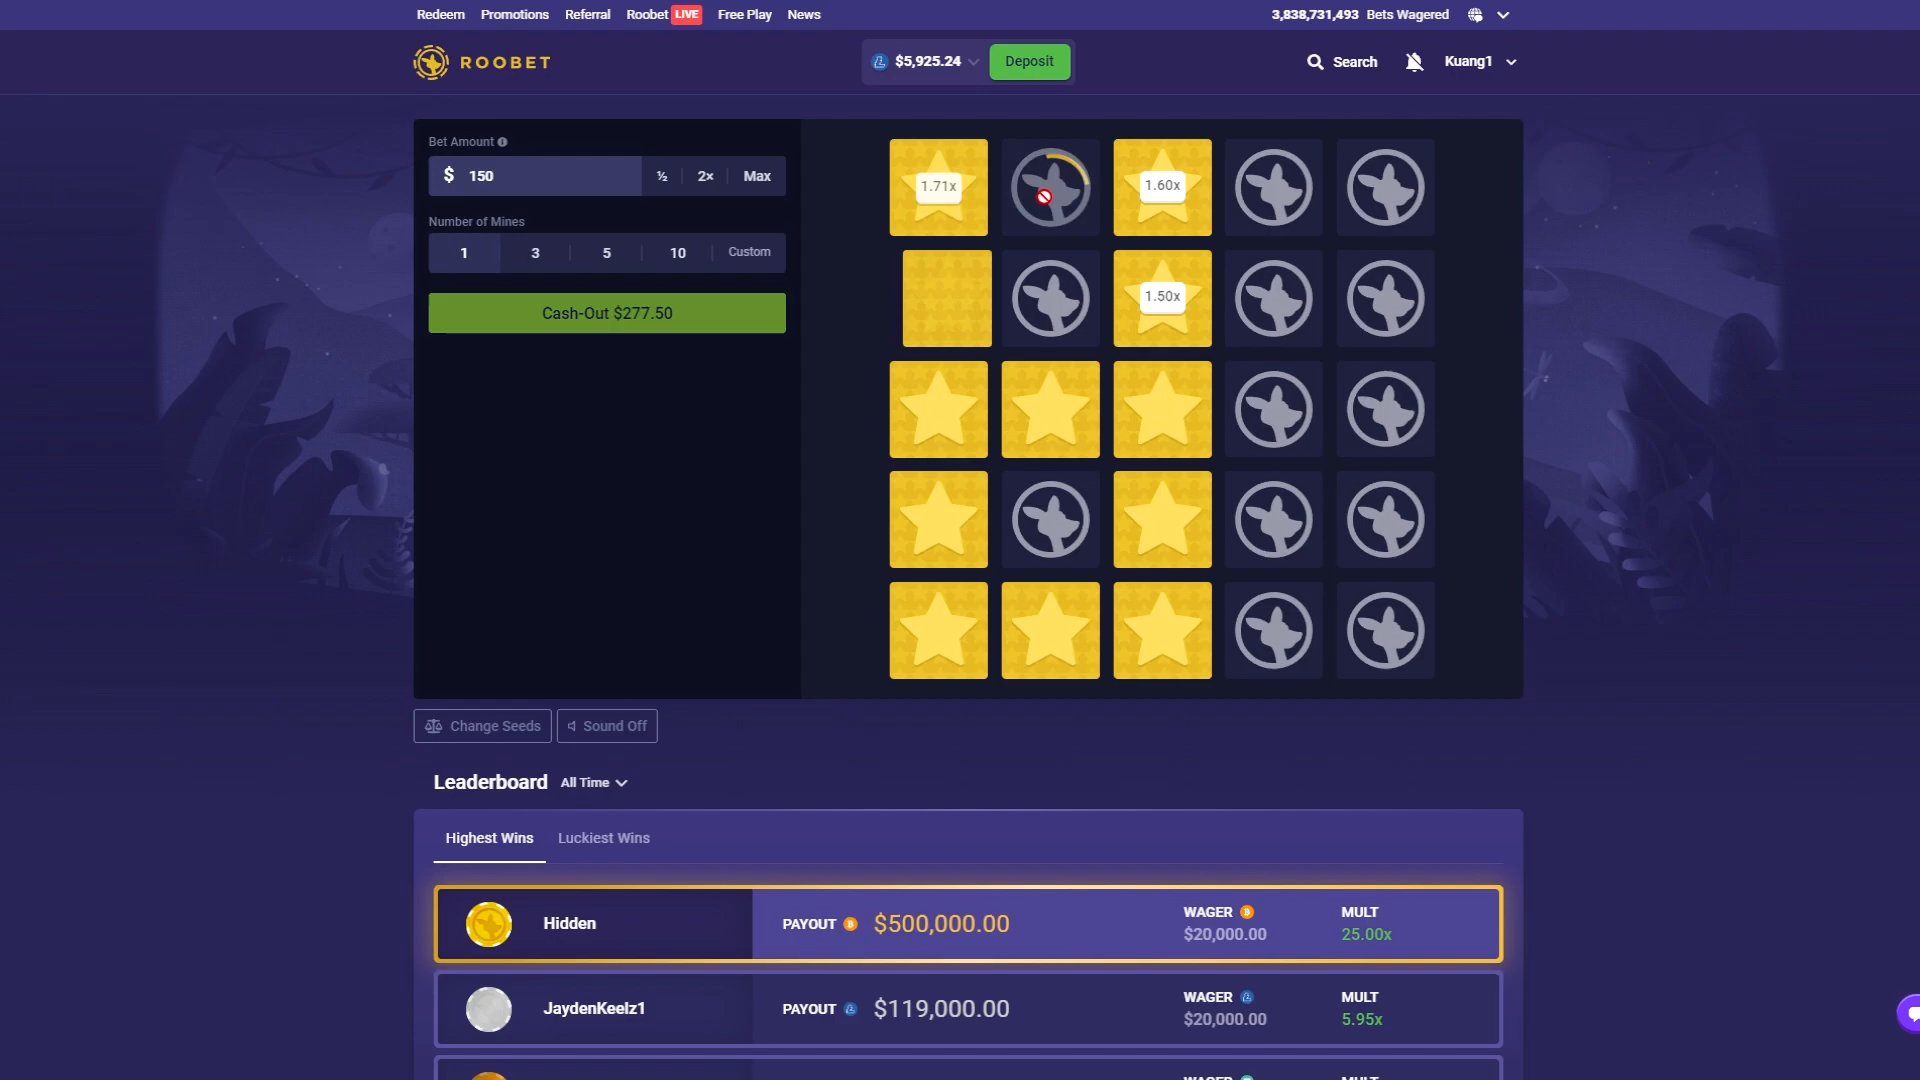 Redeem Promotions Referral Roobet LIVE Free Play News 3,838,731,493 Bets Wagered
ROOBET $5,925.24 Deposit Search Kuang1
Bet Amount
$ 150 ½ 2× Max
Number of Mines
1 3 5 10 Custom
Cash-Out $277.50
1.71x 1.60x
1.50x
Change Seeds Sound Off
Leaderboard All Time
Highest Wins Luckiest Wins
Hidden PAYOUT $500,000.00 WAGER MULT
$20,000.00 25.00x
JaydenKeelz1 PAYOUT $119,000.00 WAGER MULT
$20,000.00 5.95x
WAGER MULT